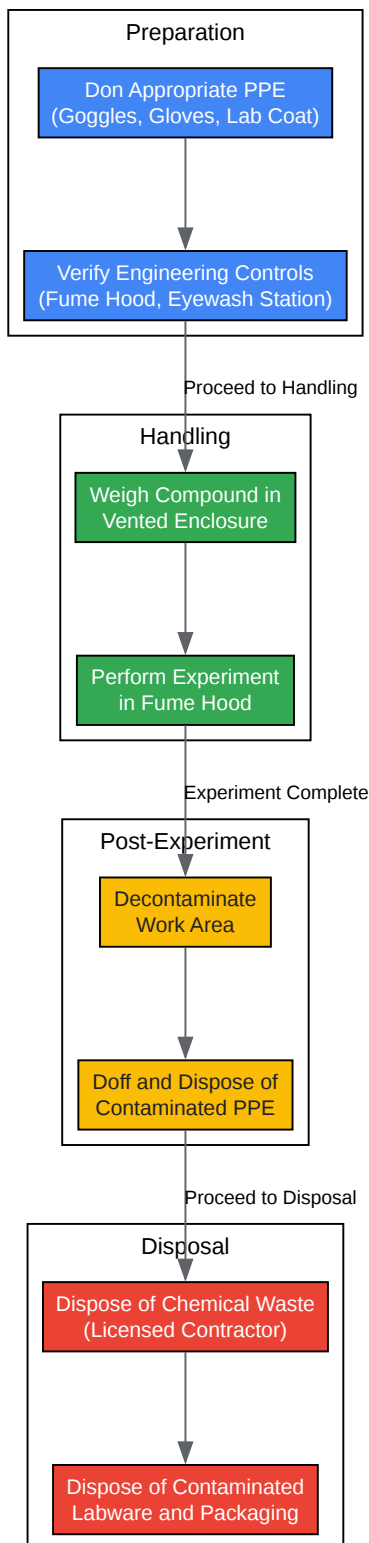 Preparation
Don Appropriate PPE
(Goggles, Gloves, Lab Coat)
Verify Engineering Controls
(Fume Hood, Eyewash Station)
Proceed to Handling
Handling
Weigh Compound in
Vented Enclosure
Perform Experiment
in Fume Hood
Experiment Complete
Post-Experiment
Decontaminate
Work Area
Doff and Dispose of
Contaminated PPE
Proceed to Disposal
Disposal
Dispose of Chemical Waste
(Licensed Contractor)
Dispose of Contaminated
Labware and Packaging